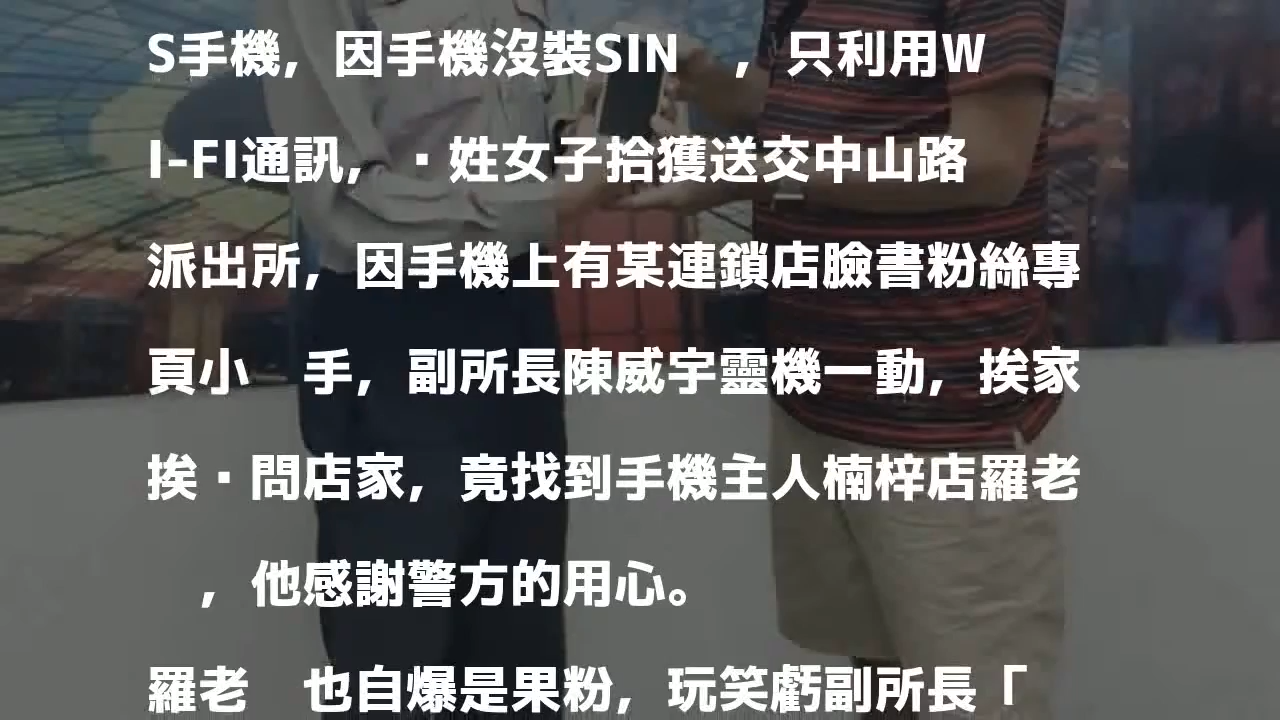 S手機，因手機沒裝SIN　，只利用W
I-FI通訊，·姓女子拾獲送交中山路
派出所，因手機上有某連鎖店臉書粉絲專
頁小　手，副所長陳威宇靈機一動，挨家
挨·問店家，竟找到手機主人楠梓店羅老
　，他感謝警方的用心。
羅老　也自爆是果粉，玩笑虧副所長「